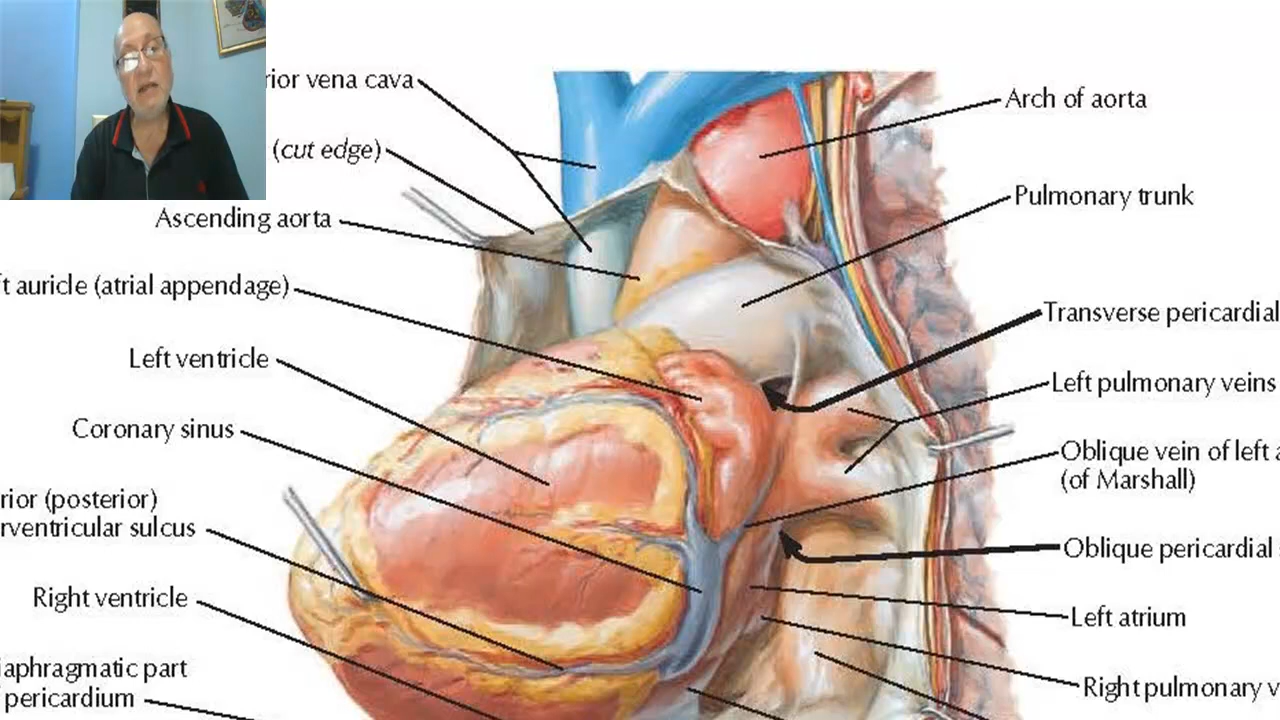 rior vena cava
(cut edge)
Ascending aorta
t auricle (atrial appendage)
Left ventricle
Coronary sinus
rior (posterior)
rventricular sulcus
Right ventricle
iaphragmatic part
pericardium
Arch of aorta
Pulmonary trunk
Transverse pericardial
Left pulmonary veins
Oblique vein of left a
(of Marshall)
Oblique pericardial
Left atrium
Right pulmonary v